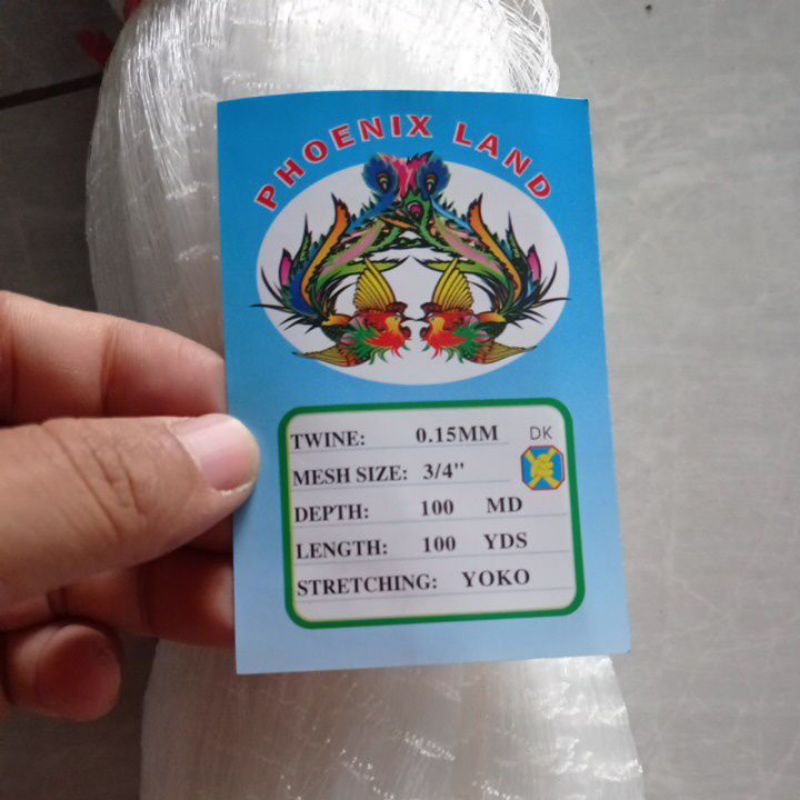 PHOENIX LAND
TWINE: 0.15MM DK
MESH SIZE: 3/4"
DEPTH: 100 MD
LENGTH: 100 YDS
STRETCHING: YOKO